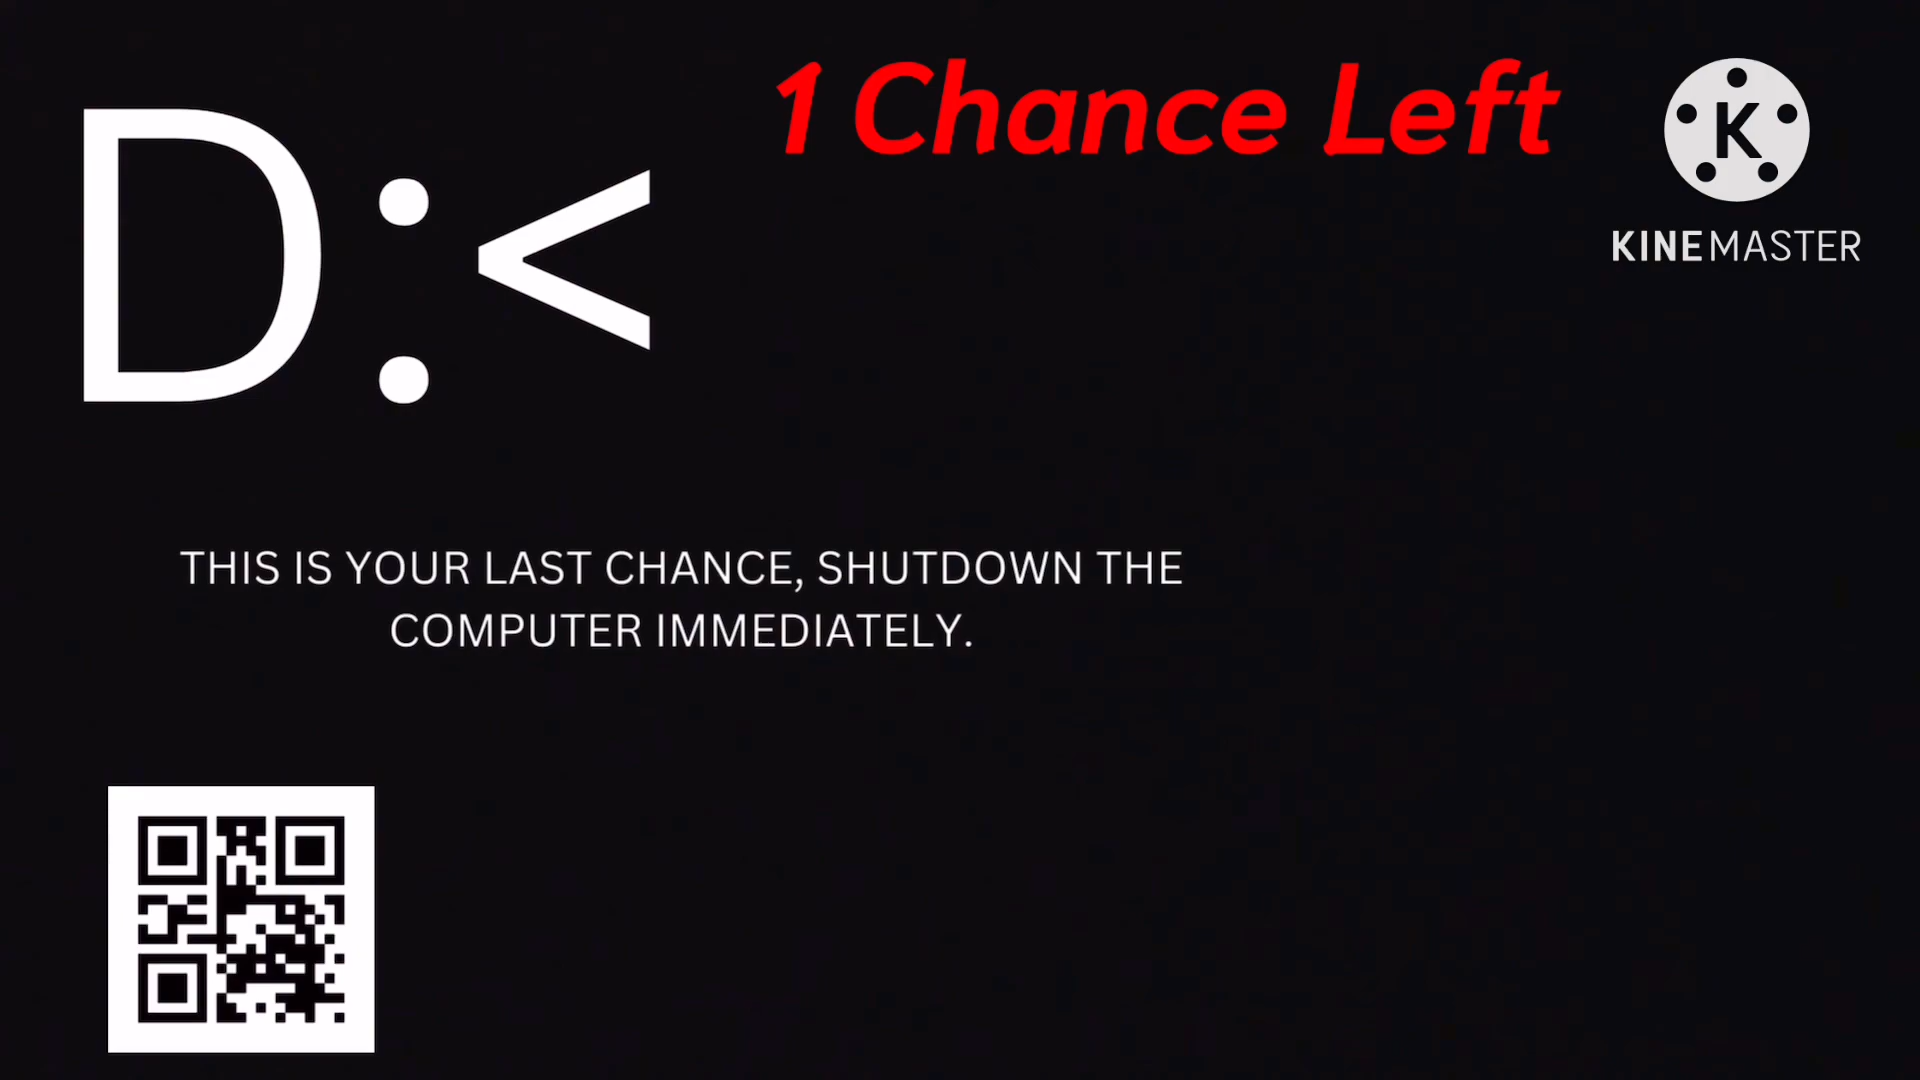 1 Chance Left
D:<
K
KINEMASTER
THIS IS YOUR LAST CHANCE, SHUTDOWN THE
COMPUTER IMMEDIATELY.